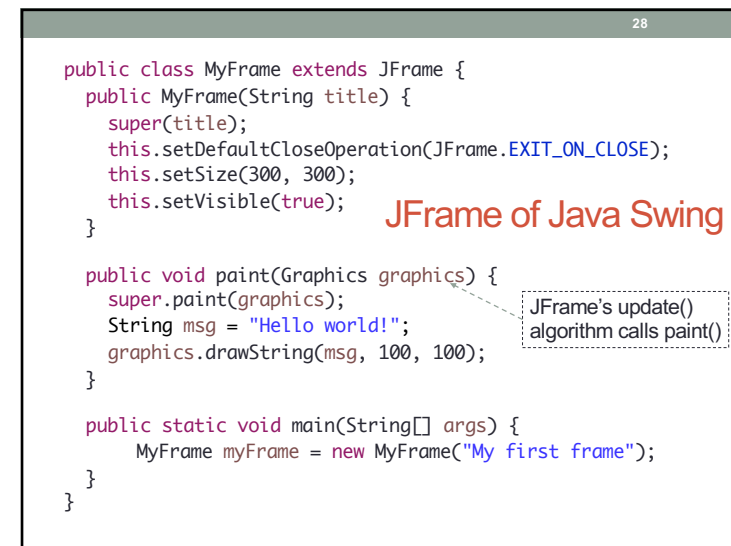 28
public class MyFrame extends JFrame {
  public MyFrame(String title) {
    super(title);
    this.setDefaultCloseOperation(JFrame.EXIT_ON_CLOSE);
    this.setSize(300, 300);
    this.setVisible(true);
  }
JFrame of Java Swing
  public void paint(Graphics graphics) {
    super.paint(graphics);
    String msg = "Hello world!";
    graphics.drawString(msg, 100, 100);
  }
JFrame's update()
algorithm calls paint()
  public static void main(String[] args) {
      MyFrame myFrame = new MyFrame("My first frame");
  }
}